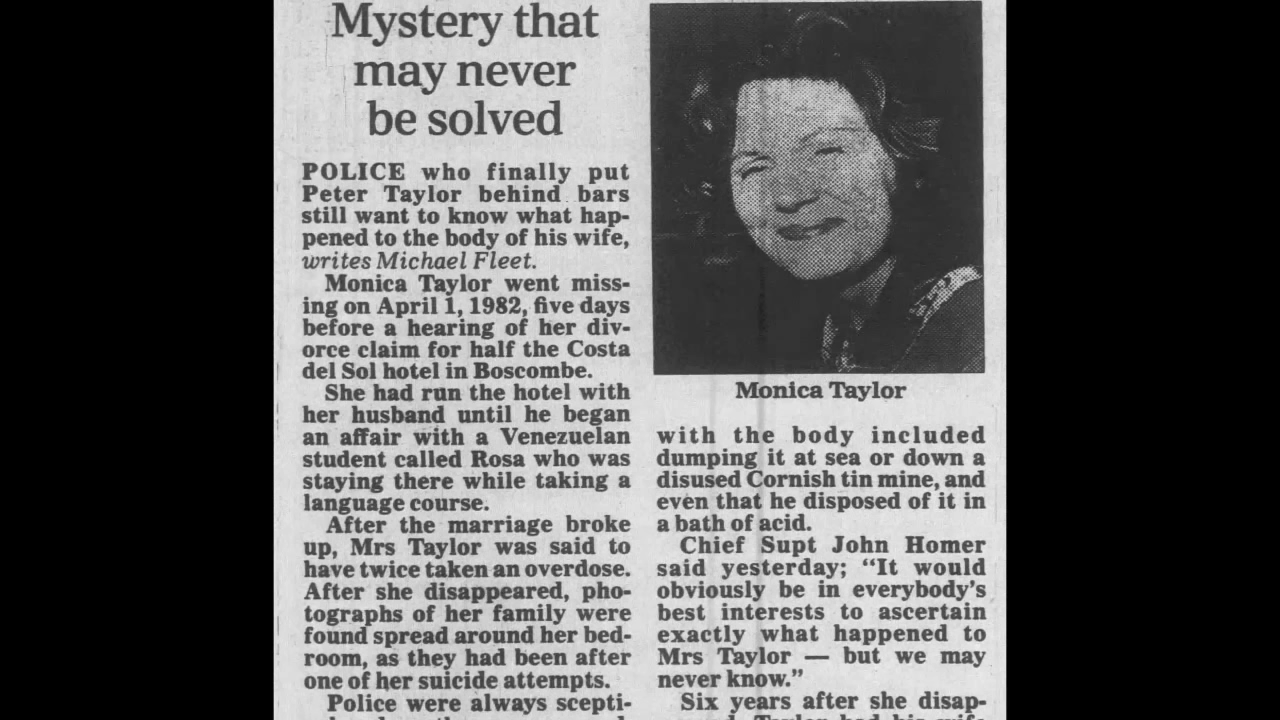 Mystery that
may never
be solved
POLICE who finally put
Peter Taylor behind bars
still want to know what hap-
pened to the body of his wife,
writes Michael Fleet.
Monica Taylor went miss-
ing on April 1, 1982, five days
before a hearing of her div-
orce claim for half the Costa
del Sol hotel in Boscombe.
She had run the hotel with
her husband until he began
an affair with a Venezuelan
student called Rosa who was
staying there while taking a
language course.
After the marriage broke
up, Mrs Taylor was said to
have twice taken an overdose.
After she disappeared, pho-
tographs of her family were
found spread around her bed-
room, as they had been after
one of her suicide attempts.
Police were always scepti-
Monica Taylor
with the body included
dumping it at sea or down a
disused Cornish tin mine, and
even that he disposed of it in
a bath of acid.
Chief Supt John Homer
said yesterday; “It would
obviously be in everybody's
best interests to ascertain
exactly what happened to
Mrs Taylor — but we may
never know.”
Six years after she disap-
Taylor had his wife